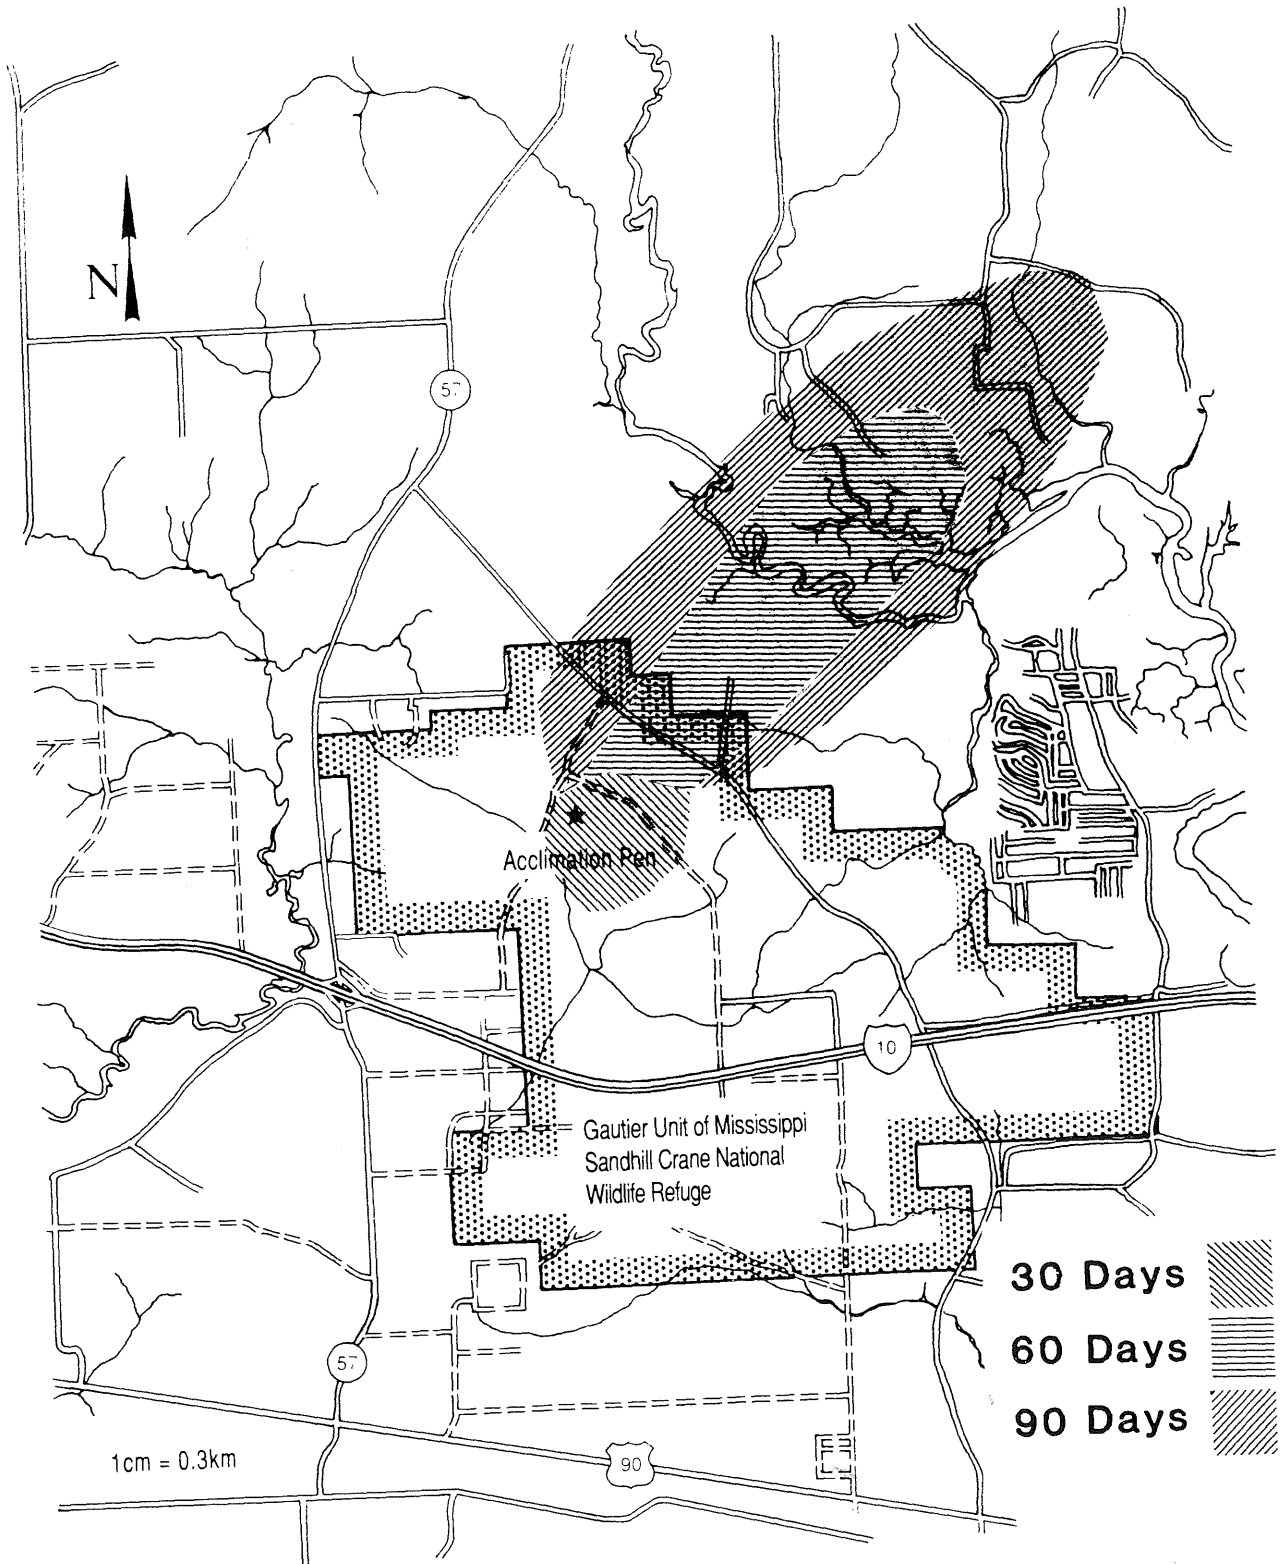 N
57
Acclimation Pen
10
Gautier Unit of Mississippi
Sandhill Crane National
Wildlife Refuge
30 Days
60 Days
90 Days
57
1cm = 0.3km
90